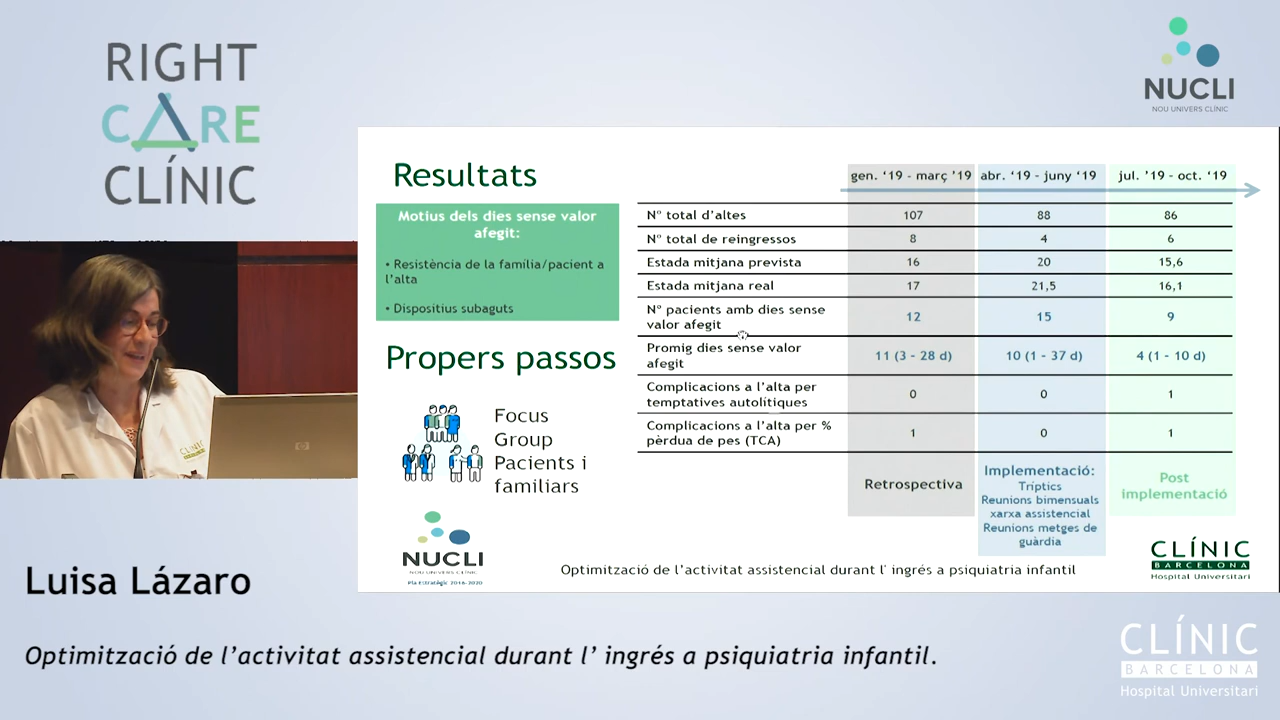 RIGHT
CARE
CLÍNIC
NUCLI
NOU UNIVERS CLÍNIC
Resultats
Motius dels dies sense valor
afegit:
• Resistència de la família/pacient a
l'alta
• Dispositius subaguts
Propers passos
Focus
Group
Pacients i
familiars
gen. '19 - març '19 abr. '19 - juny '19 jul. '19 - oct. '19
Nº total d'altes 107 88 86
Nº total de reingressos 8 4 6
Estada mitjana prevista 16 20 15,6
Estada mitjana real 17 21,5 16,1
Nº pacients amb dies sense
valor afegit 12 15 9
Promig dies sense valor
afegit 11 (3 - 28 d) 10 (1 - 37 d) 4 (1 - 10 d)
Complicacions a l'alta per
temptatives autolítiques 0 0 1
Complicacions a l'alta per %
pèrdua de pes (TCA) 1 0 1
Retrospectiva
Implementació:
Tríptics
Reunions bimensuals
xarxa assistencial
Reunions metges de
guàrdia
Post
implementació
NUCLI
NOU UNIVERS CLÍNIC
Pla Estratègic 2016-2020
Optimització de l'activitat assistencial durant l' ingrés a psiquiatria infantil
CLÍNIC
BARCELONA
Hospital Universitari
CLÍNIC
hp
Luisa Lázaro
Optimització de l'activitat assistencial durant l' ingrés a psiquiatria infantil.
CLÍNIC
BARCELONA
Hospital Universitari